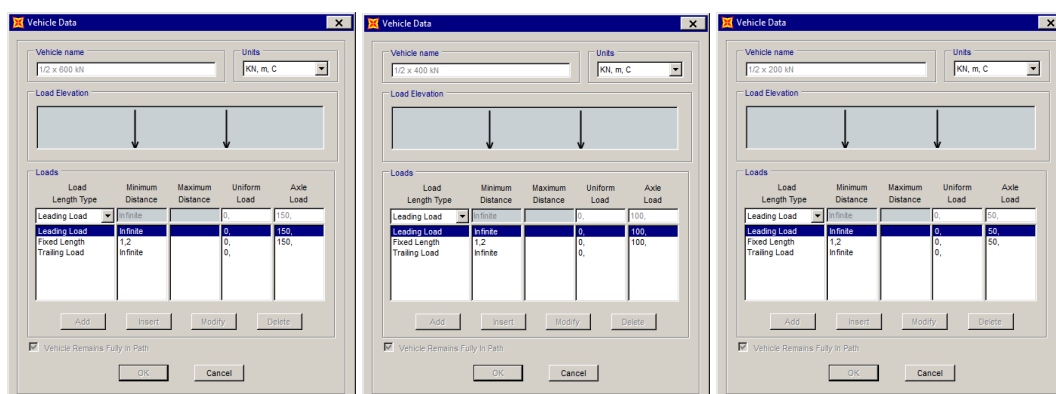 Vehicle Data
Vehicle name
Units
1/2 x 600 kN
KN, m, C
Load Elevation
Loads
Load Minimum Maximum Uniform Axle
Length Type Distance Distance Load Load
Leading Load Infinite 0, 150,
Leading Load Infinite 0, 150,
Fixed Length 1,2 0, 150,
Trailing Load Infinite 0,
Add Insert Modify Delete
Vehicle Remains Fully In Path
OK Cancel
Vehicle Data
Vehicle name
Units
1/2 x 400 kN
KN, m, C
Load Elevation
Loads
Load Minimum Maximum Uniform Axle
Length Type Distance Distance Load Load
Leading Load Infinite 0, 100,
Leading Load Infinite 0, 100,
Fixed Length 1,2 0, 100,
Trailing Load Infinite 0,
Add Insert Modify Delete
Vehicle Remains Fully In Path
OK Cancel
Vehicle Data
Vehicle name
Units
1/2 x 200 kN
KN, m, C
Load Elevation
Loads
Load Minimum Maximum Uniform Axle
Length Type Distance Distance Load Load
Leading Load Infinite 0, 50,
Leading Load Infinite 0, 50,
Fixed Length 1,2 0, 50,
Trailing Load Infinite 0,
Add Insert Modify Delete
Vehicle Remains Fully In Path
OK Cancel